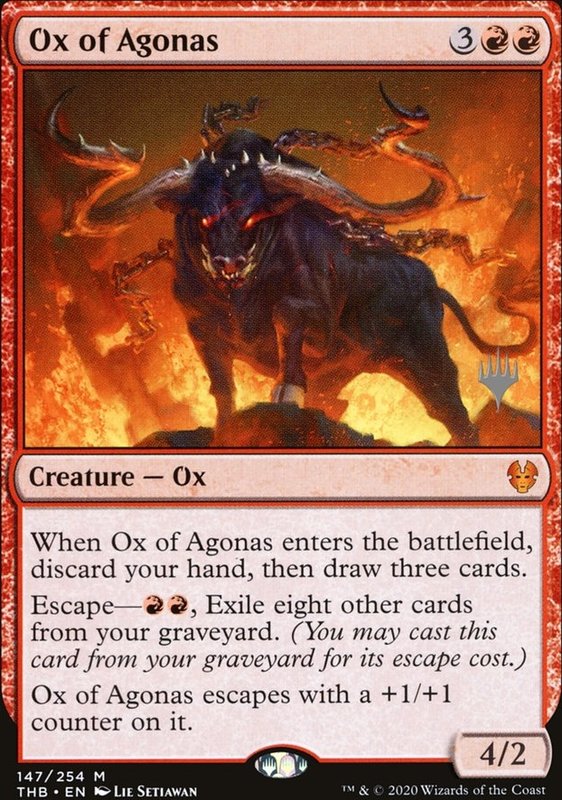 Ox of Agonas 3
Creature — Ox
When Ox of Agonas enters the battlefield,
discard your hand, then draw three cards.
Escape—, Exile eight other cards
from your graveyard. (You may cast this
card from your graveyard for its escape cost.)
Ox of Agonas escapes with a +1/+1
counter on it.
4/2
147/254 M
THB • EN Lie Setiawan
™ & © 2020 Wizards of the Coast